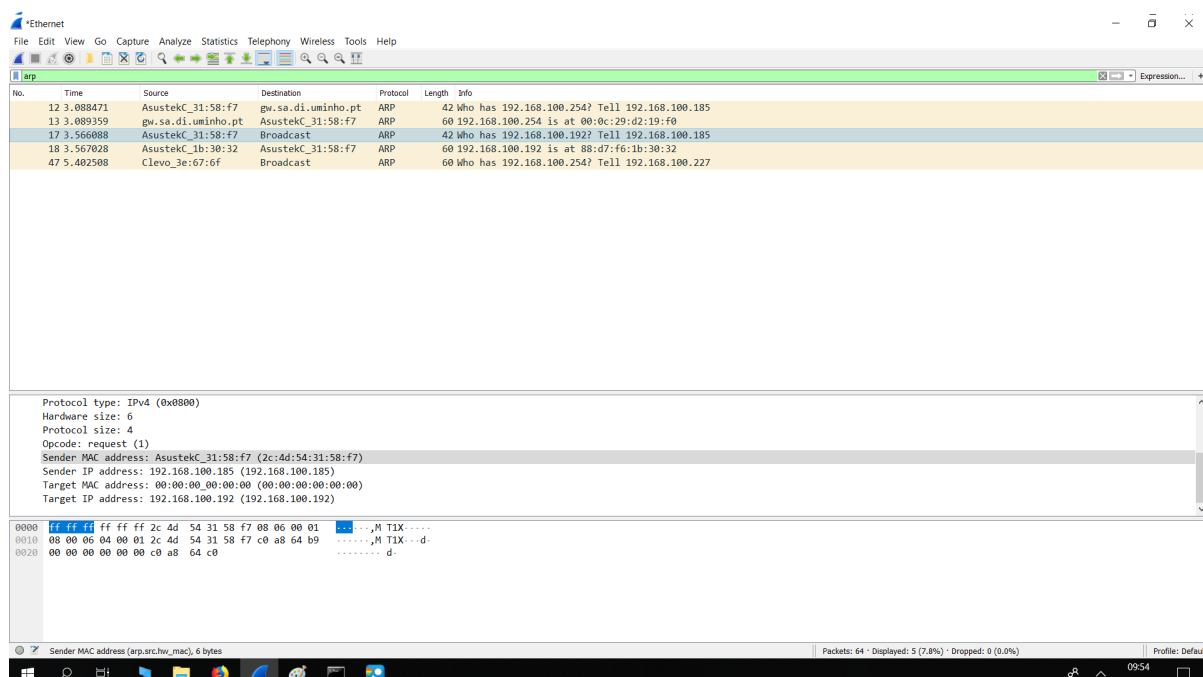 *Ethernet
File Edit View Go Capture Analyze Statistics Telephony Wireless Tools Help
arp
Expression... +
No. Time Source Destination Protocol Length Info
12 3.088471 AsustekC_31:58:f7 gw.sa.di.uminho.pt ARP 42 Who has 192.168.100.254? Tell 192.168.100.185
13 3.089359 gw.sa.di.uminho.pt AsustekC_31:58:f7 ARP 60 192.168.100.254 is at 00:0c:29:d2:19:f0
17 3.566088 AsustekC_31:58:f7 Broadcast ARP 42 Who has 192.168.100.192? Tell 192.168.100.185
18 3.567028 AsustekC_1b:30:32 AsustekC_31:58:f7 ARP 60 192.168.100.192 is at 88:d7:f6:1b:30:32
47 5.402508 Clevo_3e:67:6f Broadcast ARP 60 Who has 192.168.100.254? Tell 192.168.100.227
Protocol type: IPv4 (0x0800)
Hardware size: 6
Protocol size: 4
Opcode: request (1)
Sender MAC address: AsustekC_31:58:f7 (2c:4d:54:31:58:f7)
Sender IP address: 192.168.100.185 (192.168.100.185)
Target MAC address: 00:00:00_00:00:00 (00:00:00:00:00:00)
Target IP address: 192.168.100.192 (192.168.100.192)
0000 ff ff ff ff ff ff 2c 4d 54 31 58 f7 08 06 00 01 ······,M T1X·····
0010 08 00 06 04 00 01 2c 4d 54 31 58 f7 c0 a8 64 b9 ······,M T1X···d·
0020 00 00 00 00 00 00 c0 a8 64 c0 ········ d·
Sender MAC address (arp.src.hw_mac), 6 bytes
Packets: 64 · Displayed: 5 (7.8%) · Dropped: 0 (0.0%)
Profile: Defau
09:54